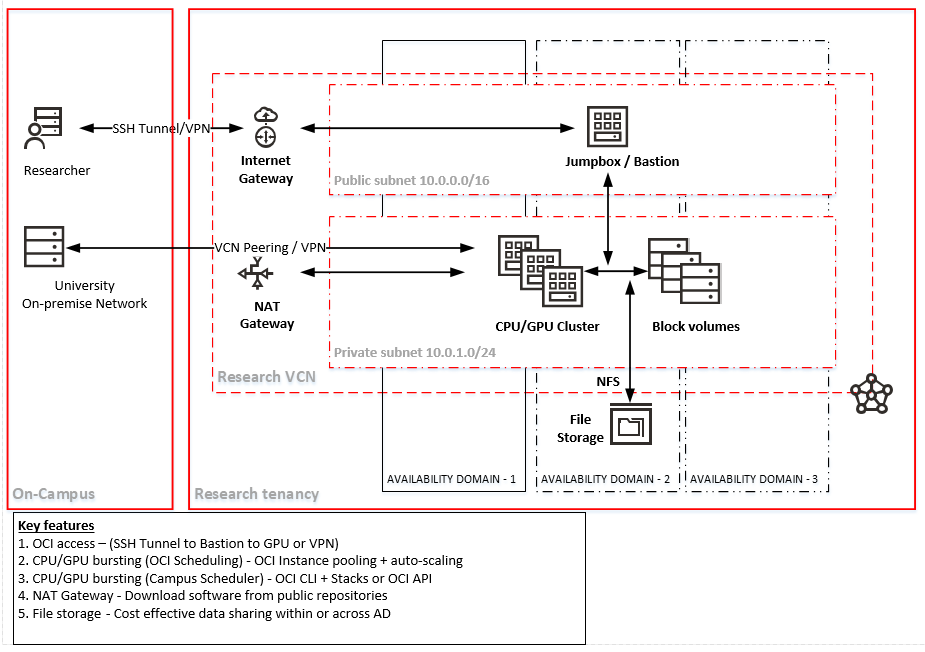 SSH Tunnel/VPN
Researcher
Internet
Gateway
Jumpbox / Bastion
Public subnet 10.0.0.0/16
VCN Peering / VPN
University
On-premise Network
NAT
Gateway
CPU/GPU Cluster
Block volumes
Private subnet 10.0.1.0/24
Research VCN
NFS
File
Storage
AVAILABILITY DOMAIN - 1
AVAILABILITY DOMAIN - 2
AVAILABILITY DOMAIN - 3
On-Campus
Research tenancy
Key features
1. OCI access – (SSH Tunnel to Bastion to GPU or VPN)
2. CPU/GPU bursting (OCI Scheduling) - OCI Instance pooling + auto-scaling
3. CPU/GPU bursting (Campus Scheduler) - OCI CLI + Stacks or OCI API
4. NAT Gateway - Download software from public repositories
5. File storage - Cost effective data sharing within or across AD